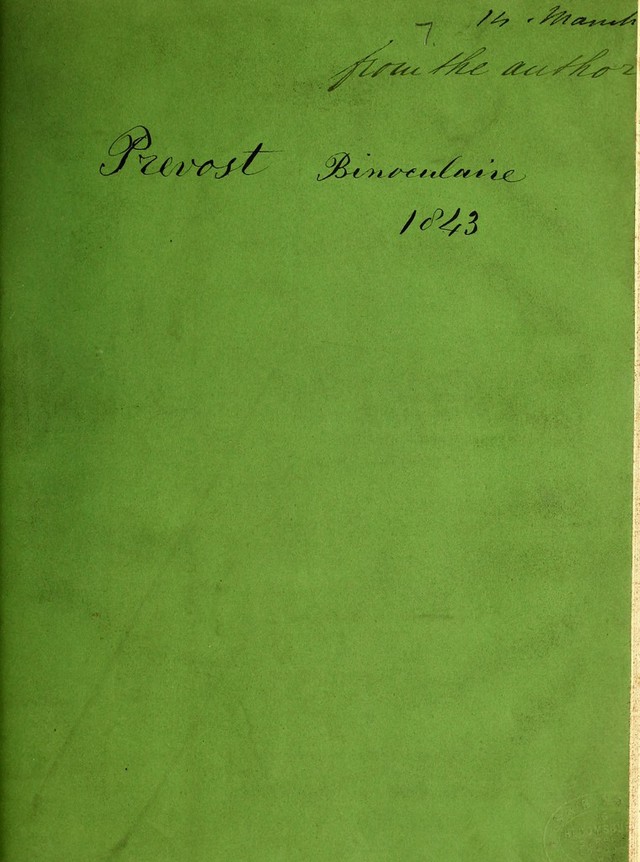 14. March
from the author
Prevost Binoculaire
1843